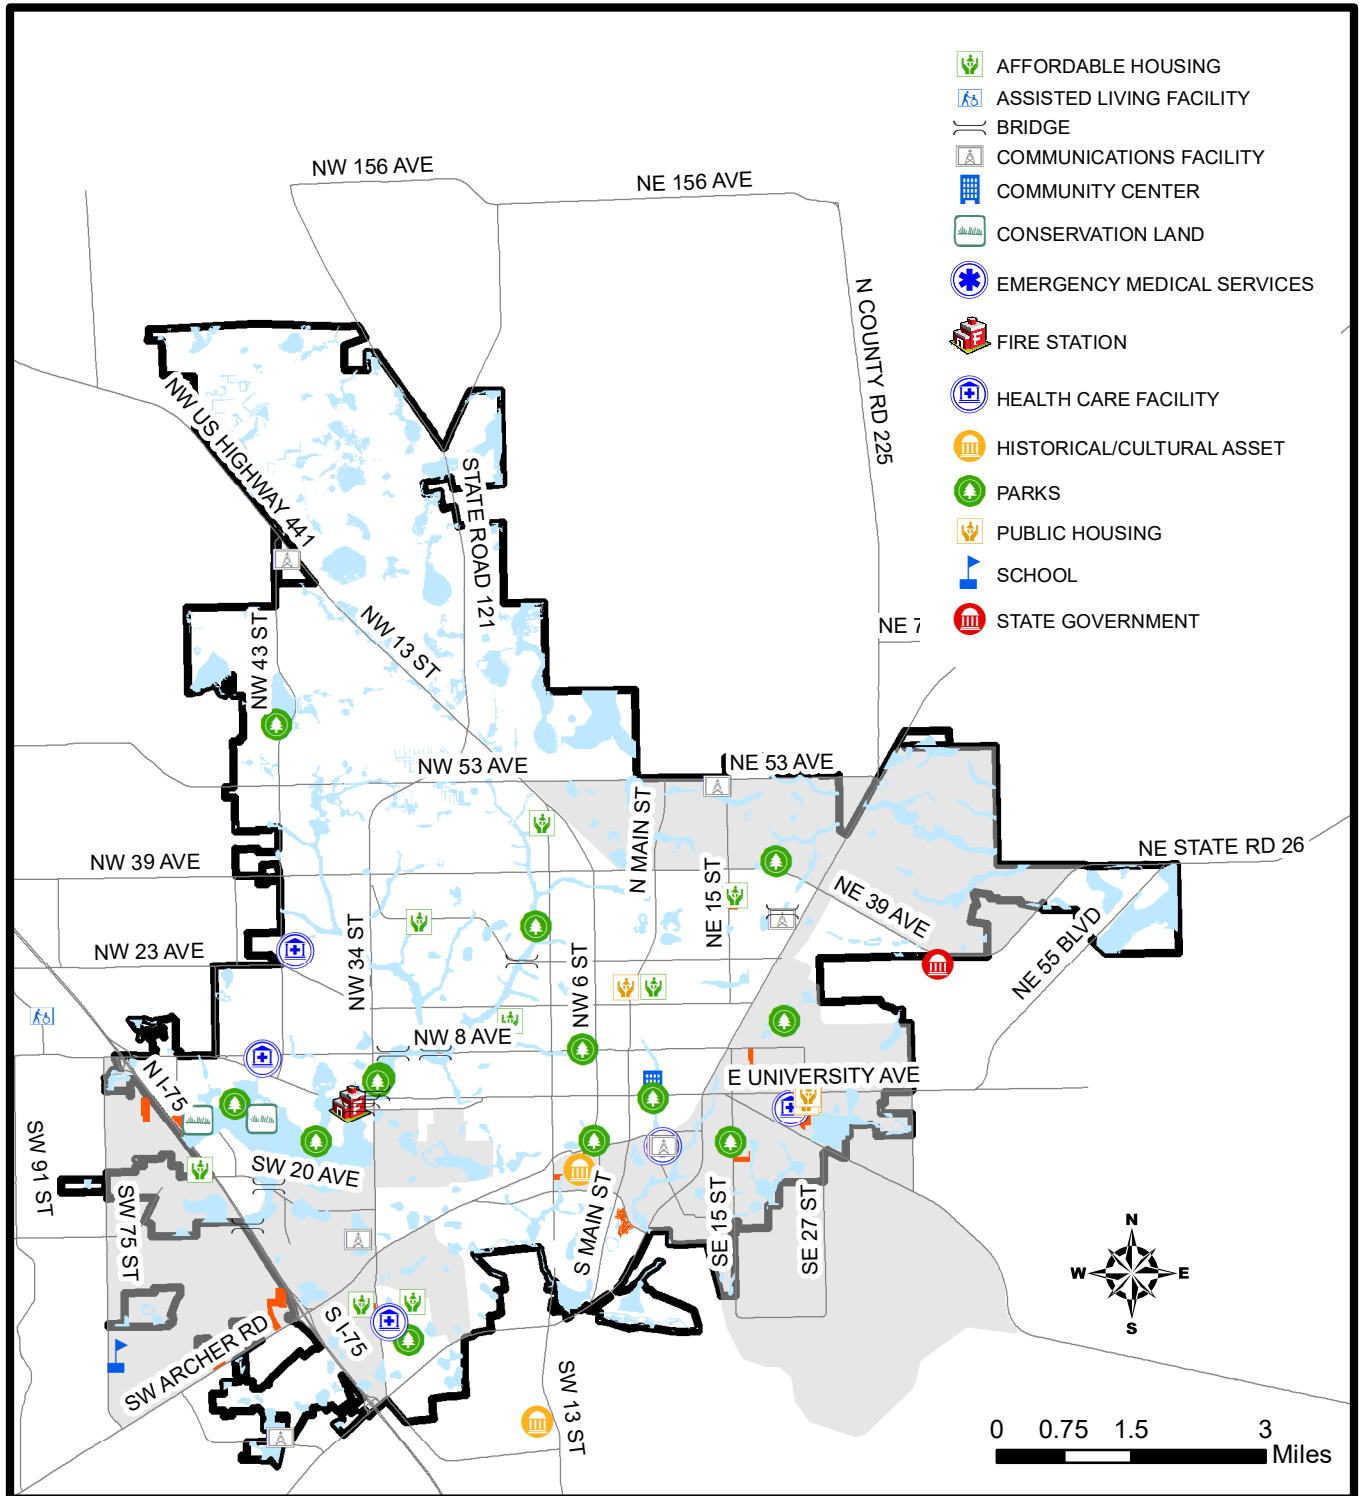 AFFORDABLE HOUSING
ASSISTED LIVING FACILITY
BRIDGE
COMMUNICATIONS FACILITY
COMMUNITY CENTER
CONSERVATION LAND
EMERGENCY MEDICAL SERVICES
FIRE STATION
HEALTH CARE FACILITY
HISTORICAL/CULTURAL ASSET
PARKS
PUBLIC HOUSING
SCHOOL
STATE GOVERNMENT
NW 156 AVE
NE 156 AVE
N COUNTY RD 225
NW US HIGHWAY 441
STATE ROAD 121
NE 7
NW 43 ST
NW 13 ST
NW 53 AVE
NE 53 AVE
N MAIN ST
NE STATE RD 26
NW 39 AVE
NE 15 ST
NE 39 AVE
NW 34 ST
NW 23 AVE
NW 6 ST
NE 55 BLVD
NW 8 AVE
N I-75
E UNIVERSITY AVE
SW 91 ST
SW 20 AVE
SW 75 ST
S MAIN ST
SE 15 ST
SE 27 ST
S I-75
SW ARCHER RD
SW 13 ST
N
W E
S
0 0.75 1.5 3
Miles